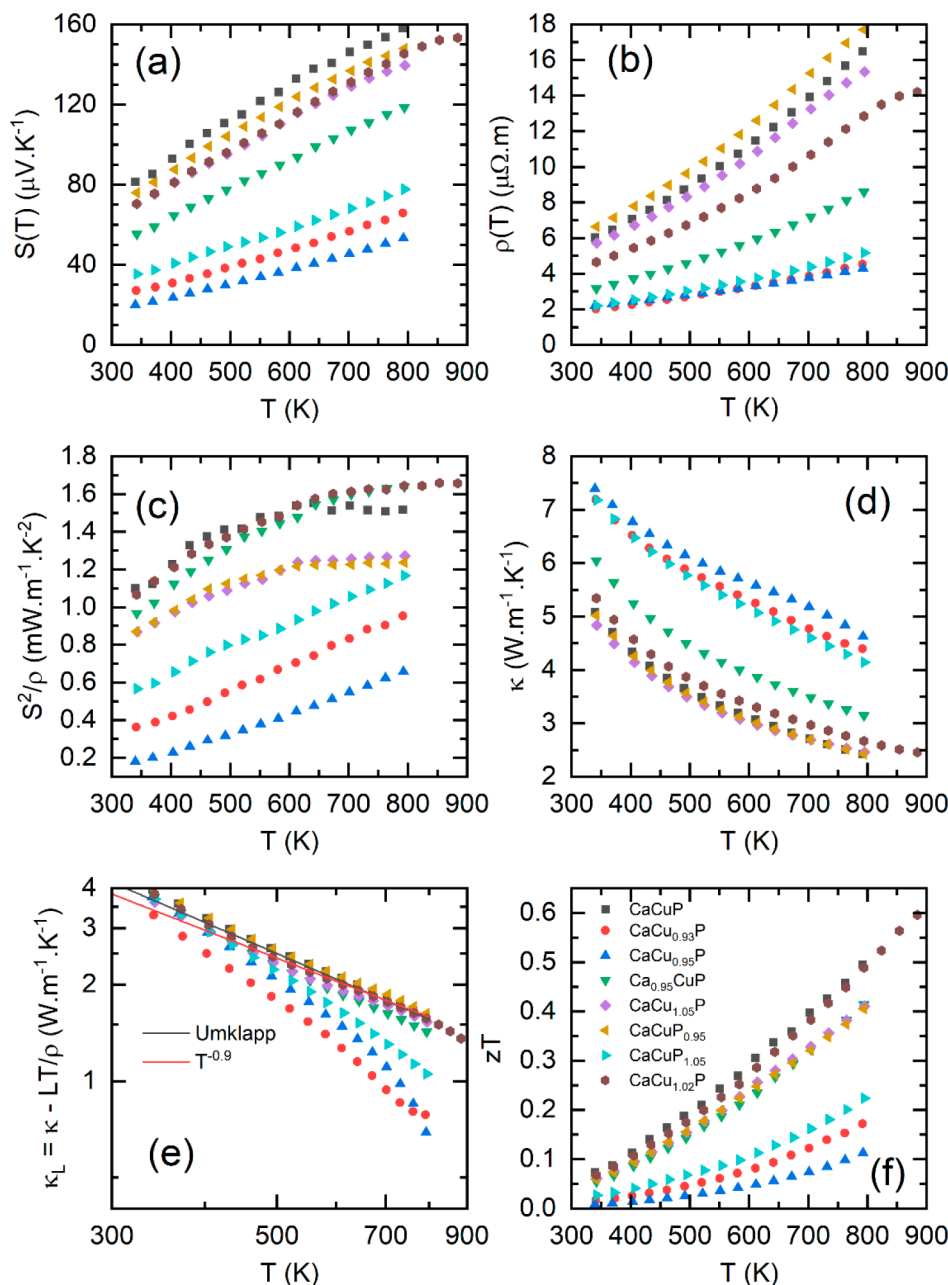 160
120
80
40
0
S(T) (μV.K⁻¹)
(a)
300 400 500 600 700 800 900
T (K)
18
16
14
12
10
8
6
4
2
0
ρ(T) (μΩ.m)
(b)
300 400 500 600 700 800 900
T (K)
1.8
1.6
1.4
1.2
1.0
0.8
0.6
0.4
0.2
S²/ρ (mW.m⁻¹.K⁻²)
(c)
300 400 500 600 700 800 900
T (K)
8
7
6
5
4
3
2
κ (W.m⁻¹.K⁻¹)
(d)
300 400 500 600 700 800 900
T (K)
4
3
2
1
κ_L = κ - LT/ρ (W.m⁻¹.K⁻¹)
Umklapp
T⁻⁰·⁹
(e)
300 500 700 900
T (K)
0.6
0.5
0.4
0.3
0.2
0.1
0.0
zT
CaCuP
CaCu₀.₉₃P
CaCu₀.₉₅P
Ca₀.₉₅CuP
CaCu₁.₀₅P
CaCuP₀.₉₅
CaCuP₁.₀₅
CaCu₁.₀₂P
(f)
300 400 500 600 700 800 900
T (K)